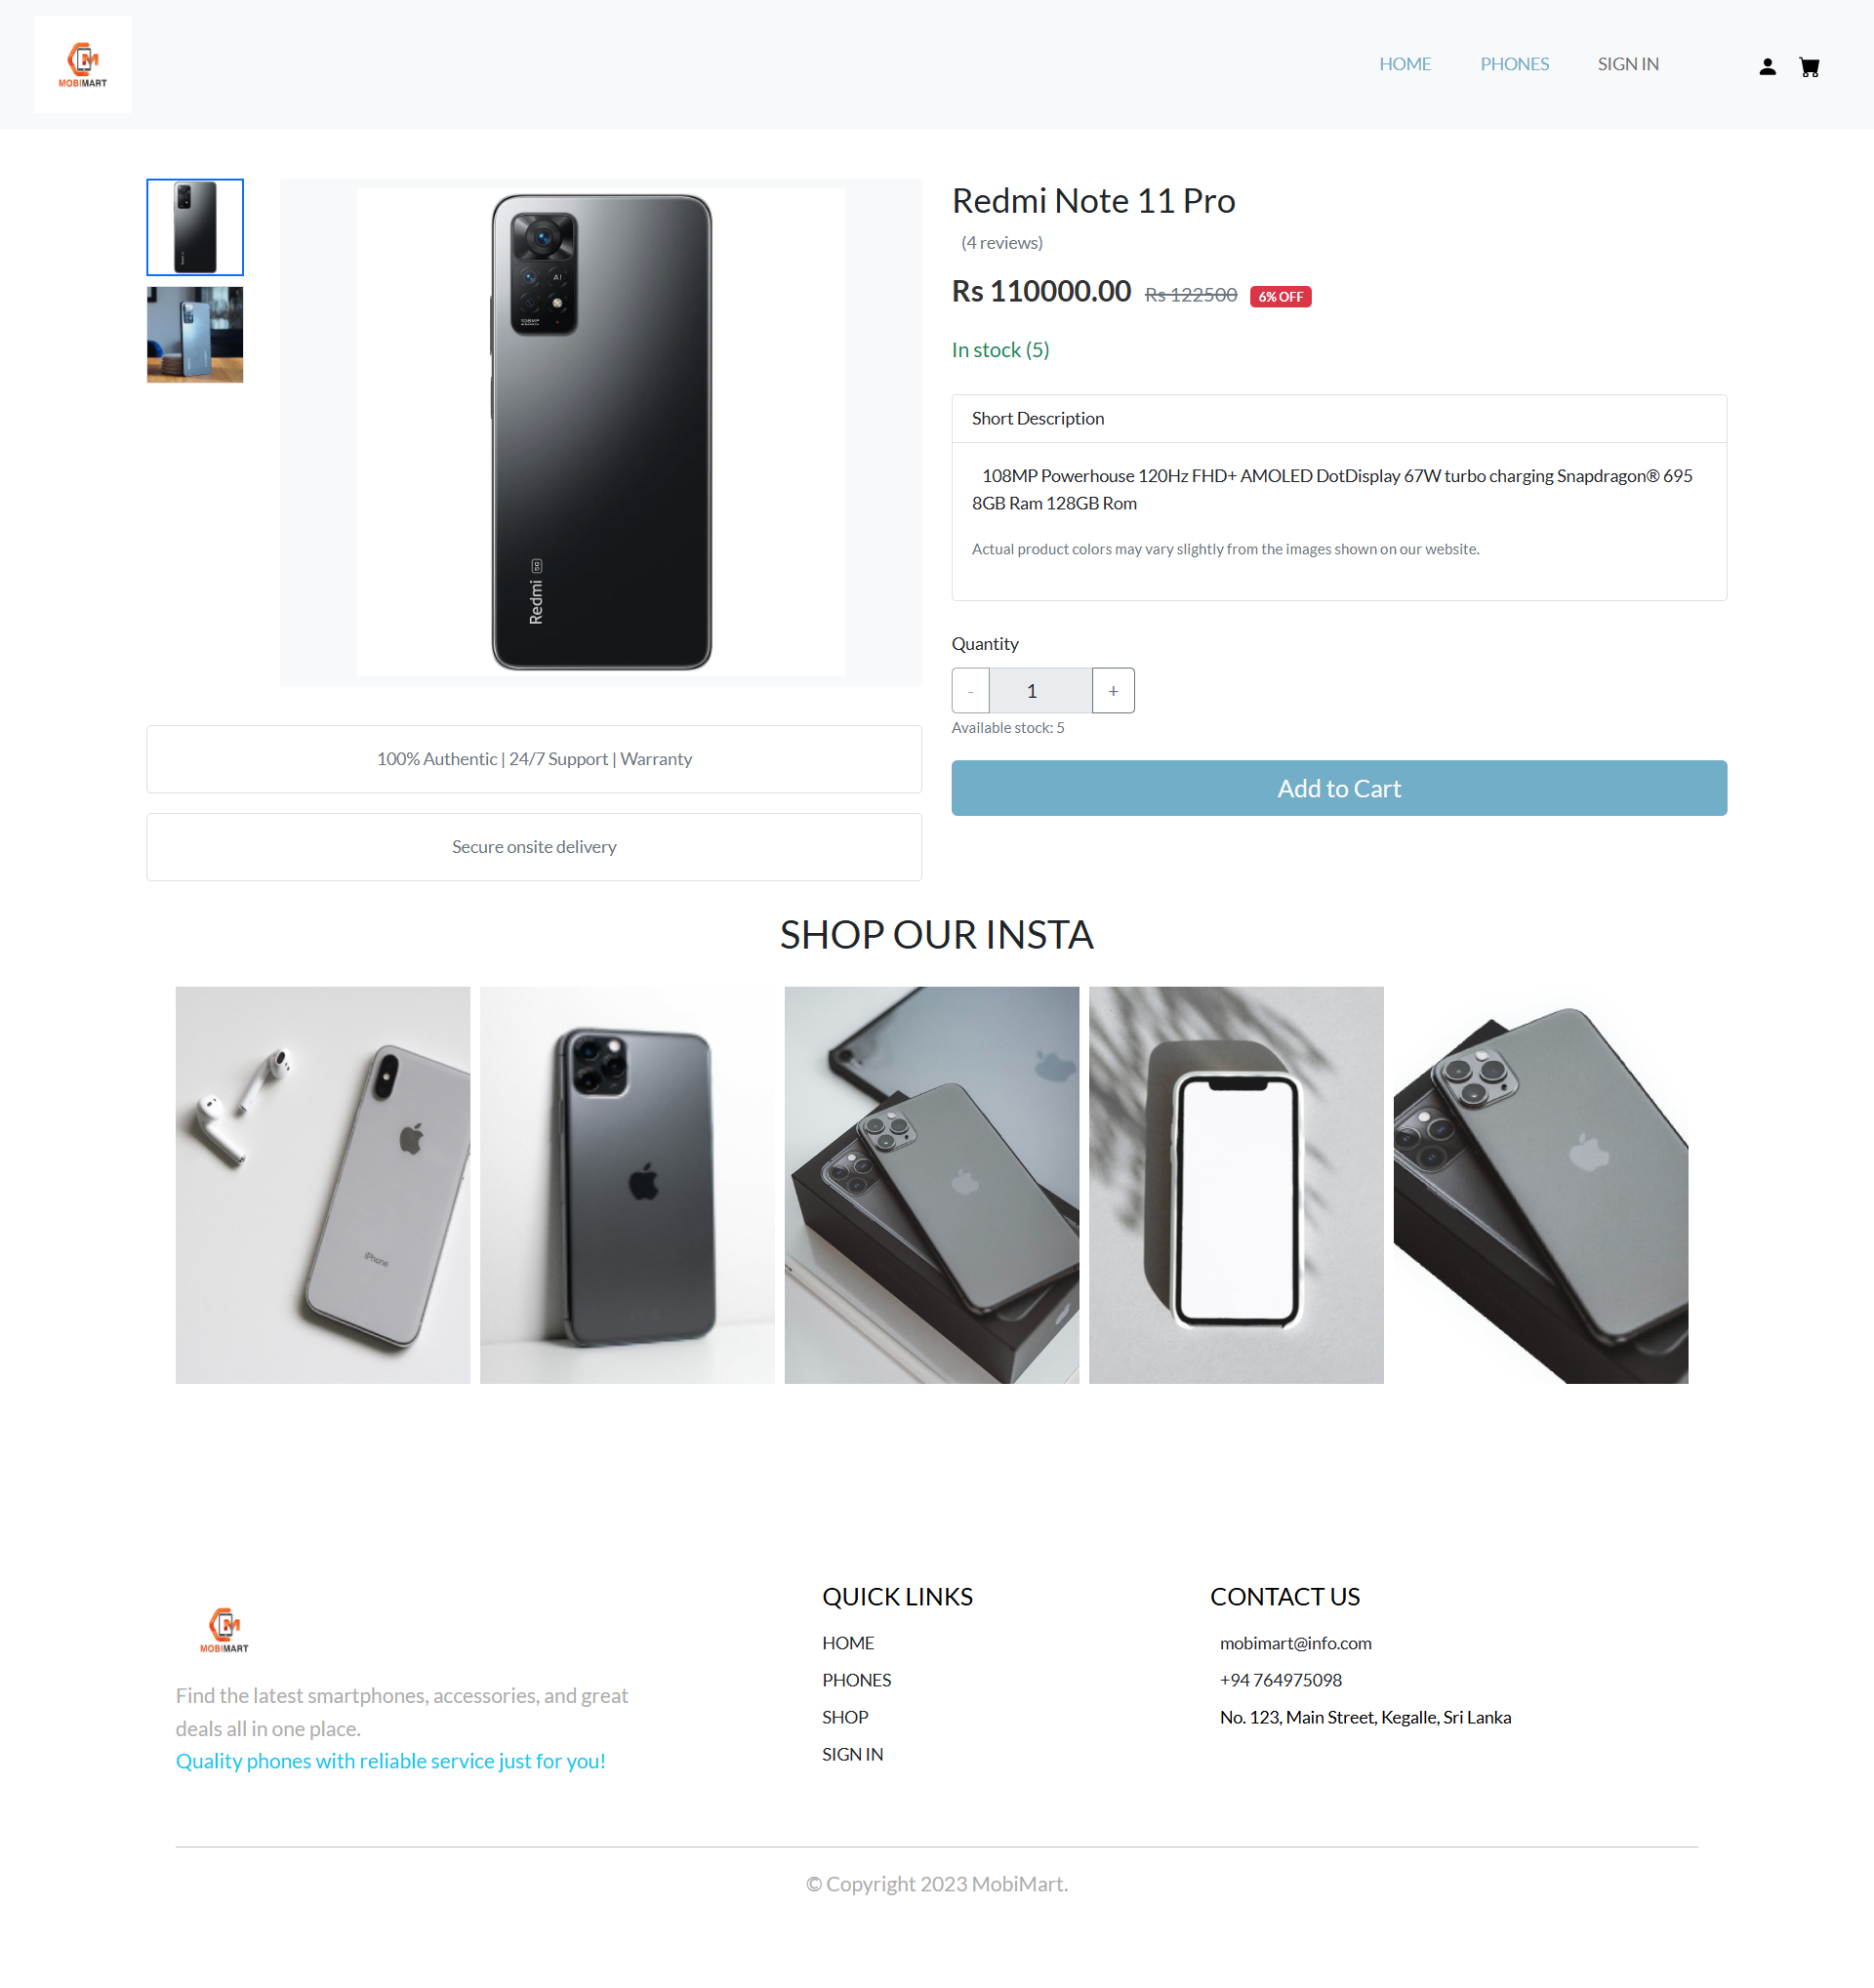 MOBIMART
HOME
PHONES
SIGN IN
Redmi Note 11 Pro
(4 reviews)
Rs 110000.00 Rs 122500 6% OFF
In stock (5)
Short Description
108MP Powerhouse 120Hz FHD+ AMOLED DotDisplay 67W turbo charging Snapdragon® 695
8GB Ram 128GB Rom
Actual product colors may vary slightly from the images shown on our website.
AI
108MP
Redmi 5G
Quantity
- 1 +
Available stock: 5
Add to Cart
100% Authentic | 24/7 Support | Warranty
Secure onsite delivery
SHOP OUR INSTA
iPhone
MOBIMART
Find the latest smartphones, accessories, and great
deals all in one place.
Quality phones with reliable service just for you!
QUICK LINKS
HOME
PHONES
SHOP
SIGN IN
CONTACT US
mobimart@info.com
+94 764975098
No. 123, Main Street, Kegalle, Sri Lanka
© Copyright 2023 MobiMart.